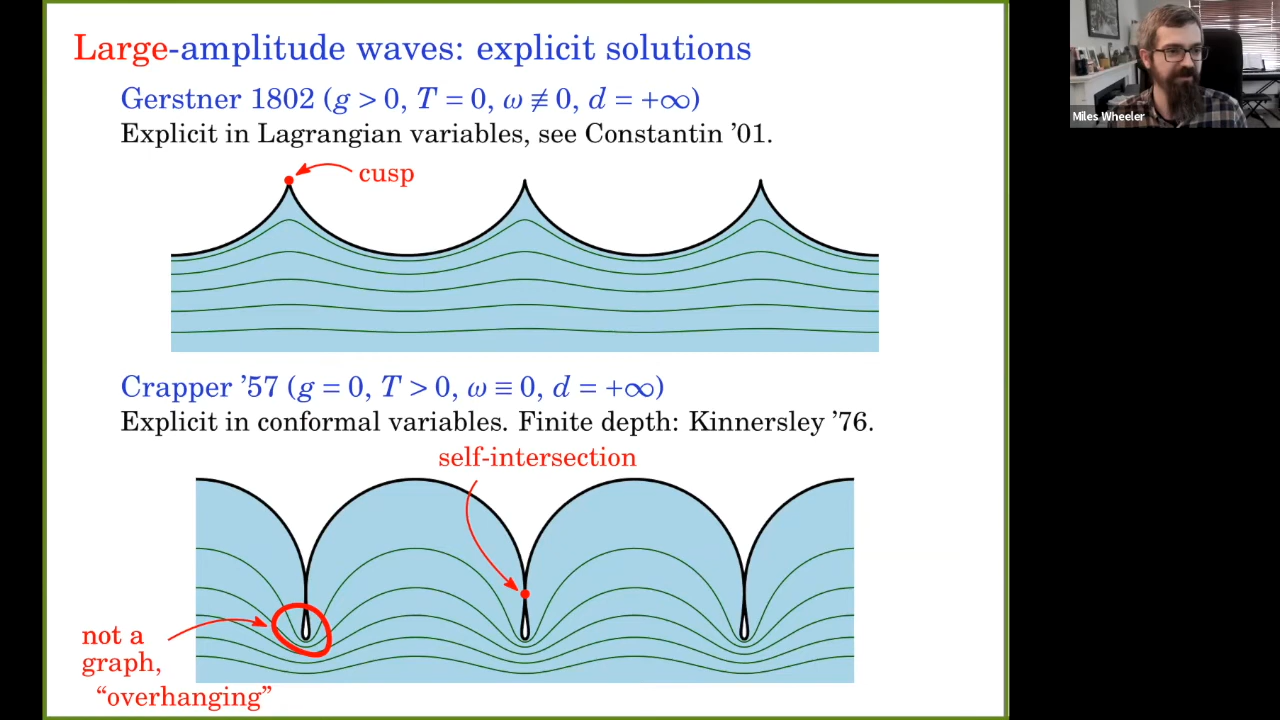 Large-amplitude waves: explicit solutions
Gerstner 1802 (g > 0, T = 0, ω ≢ 0, d = +∞)
Explicit in Lagrangian variables, see Constantin ’01.
cusp
Crapper ’57 (g = 0, T > 0, ω ≡ 0, d = +∞)
Explicit in conformal variables. Finite depth: Kinnersley ’76.
self-intersection
not a
graph,
“overhanging”
Miles Wheeler